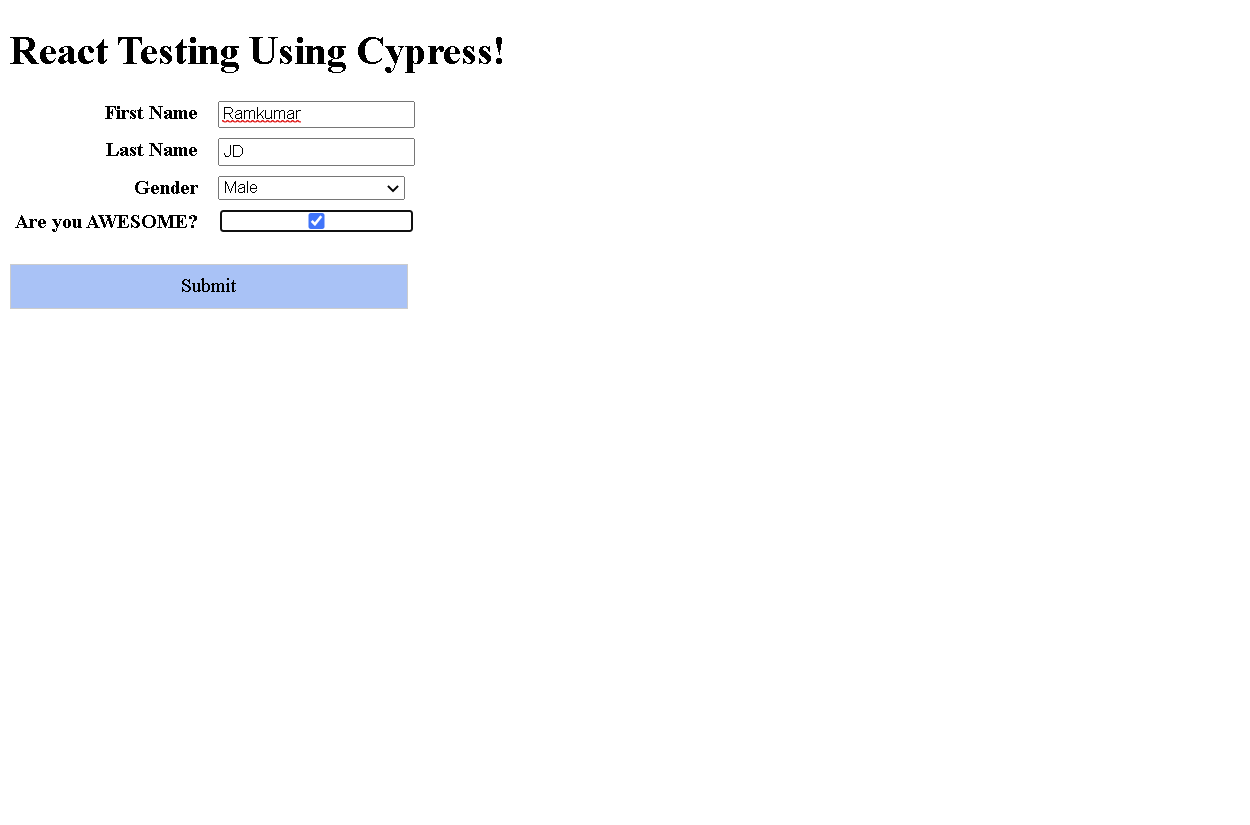 React Testing Using Cypress!
First Name Ramkumar
Last Name JD
Gender Male
Are you AWESOME?
Submit